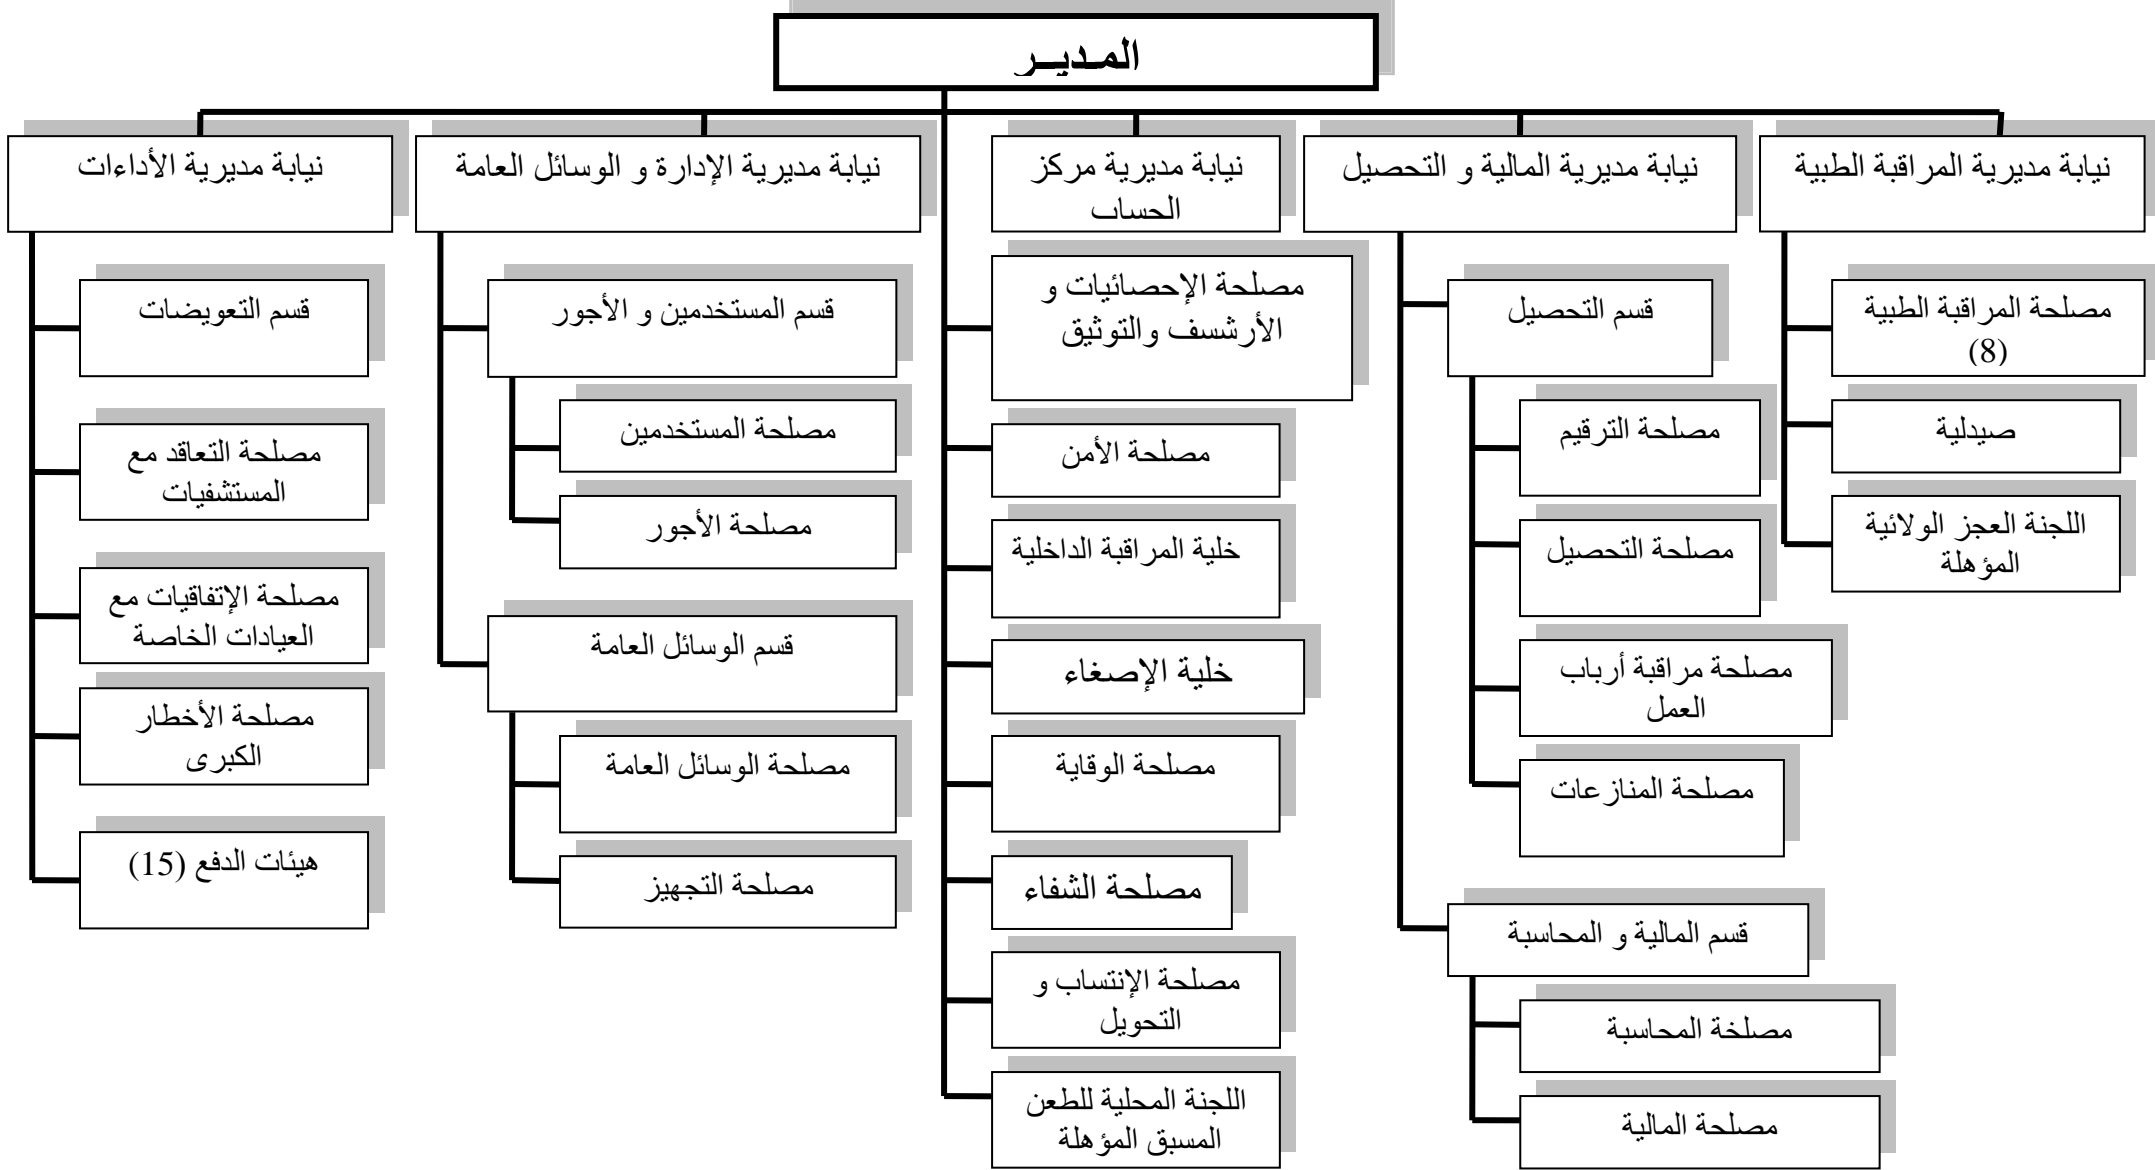 المـديــر
نيابة مديرية المراقبة الطبية
نيابة مديرية المالية و التحصيل
نيابة مديرية مركز
الحساب
نيابة مديرية الإدارة و الوسائل العامة
نيابة مديرية الأداءات
مصلحة المراقبة الطبية
(8)
صيدلية
اللجنة العجز الولائية
المؤهلة
قسم التحصيل
مصلحة الترقيم
مصلحة التحصيل
مصلحة مراقبة أرباب
العمل
مصلحة المنازعات
قسم المالية و المحاسبة
مصلخة المحاسبة
مصلحة المالية
مصلحة الإحصائيات و
الأرشسف والتوثيق
مصلحة الأمن
خلية المراقبة الداخلية
خلية الإصغاء
مصلحة الوقاية
مصلحة الشفاء
مصلحة الإنتساب و
التحويل
اللجنة المحلية للطعن
المسبق المؤهلة
قسم المستخدمين و الأجور
مصلحة المستخدمين
مصلحة الأجور
قسم الوسائل العامة
مصلحة الوسائل العامة
مصلحة التجهيز
قسم التعويضات
مصلحة التعاقد مع
المستشفيات
مصلحة الإتفاقيات مع
العيادات الخاصة
مصلحة الأخطار
الكبرى
هيئات الدفع (15)